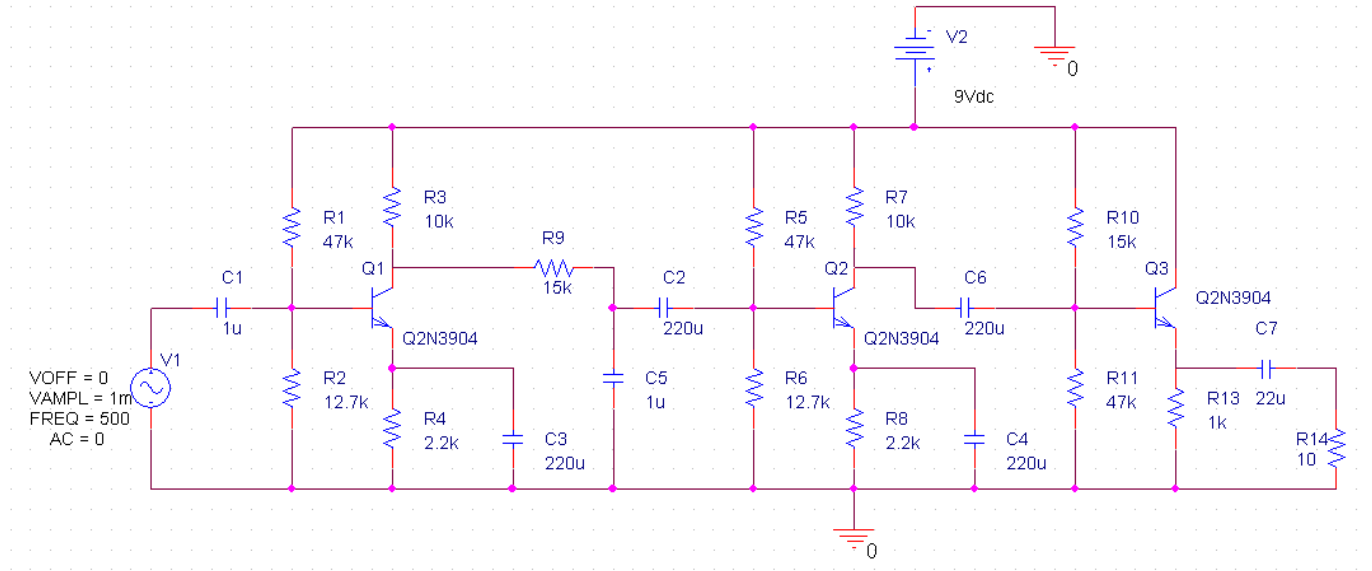 V2
0
9Vdc
R3
10k
R7
10k
R1
47k
R5
47k
R10
15k
R9
15k
Q1
Q2
Q3
C1
1u
C2
220u
C6
220u
Q2N3904
Q2N3904
Q2N3904
C7
22u
V1
VOFF = 0
VAMPL = 1m
FREQ = 500
AC = 0
R2
12.7k
C5
1u
R6
12.7k
R11
47k
R13
1k
R4
2.2k
R8
2.2k
C3
220u
C4
220u
R14
10
0